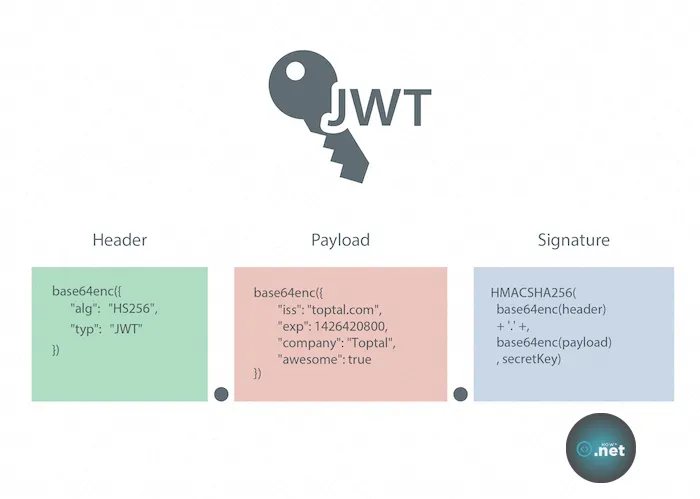 JWT
Header
Payload
Signature
base64enc({
"alg": "HS256",
"typ": "JWT"
})
base64enc({
"iss": "toptal.com",
"exp": 1426420800,
"company": "Toptal",
"awesome": true
})
HMACSHA256(
base64enc(header)
+ '.' +,
base64enc(payload)
, secretKey)
.net